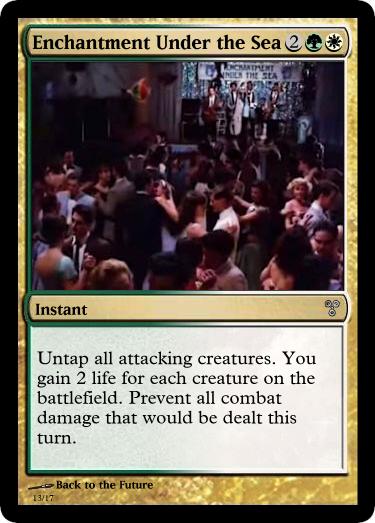 Enchantment Under the Sea 2
ENCHANTMENT
UNDER THE SEA
Instant
Untap all attacking creatures. You
gain 2 life for each creature on the
battlefield. Prevent all combat
damage that would be dealt this
turn.
Back to the Future
13/17